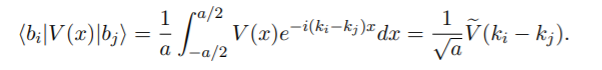 ⟨b_i|V(x)|b_j⟩ = \frac{1}{a} \int_{-a/2}^{a/2} V(x)e^{-i(k_i-k_j)x} dx = \frac{1}{\sqrt{a}} \widetilde{V}(k_i − k_j).